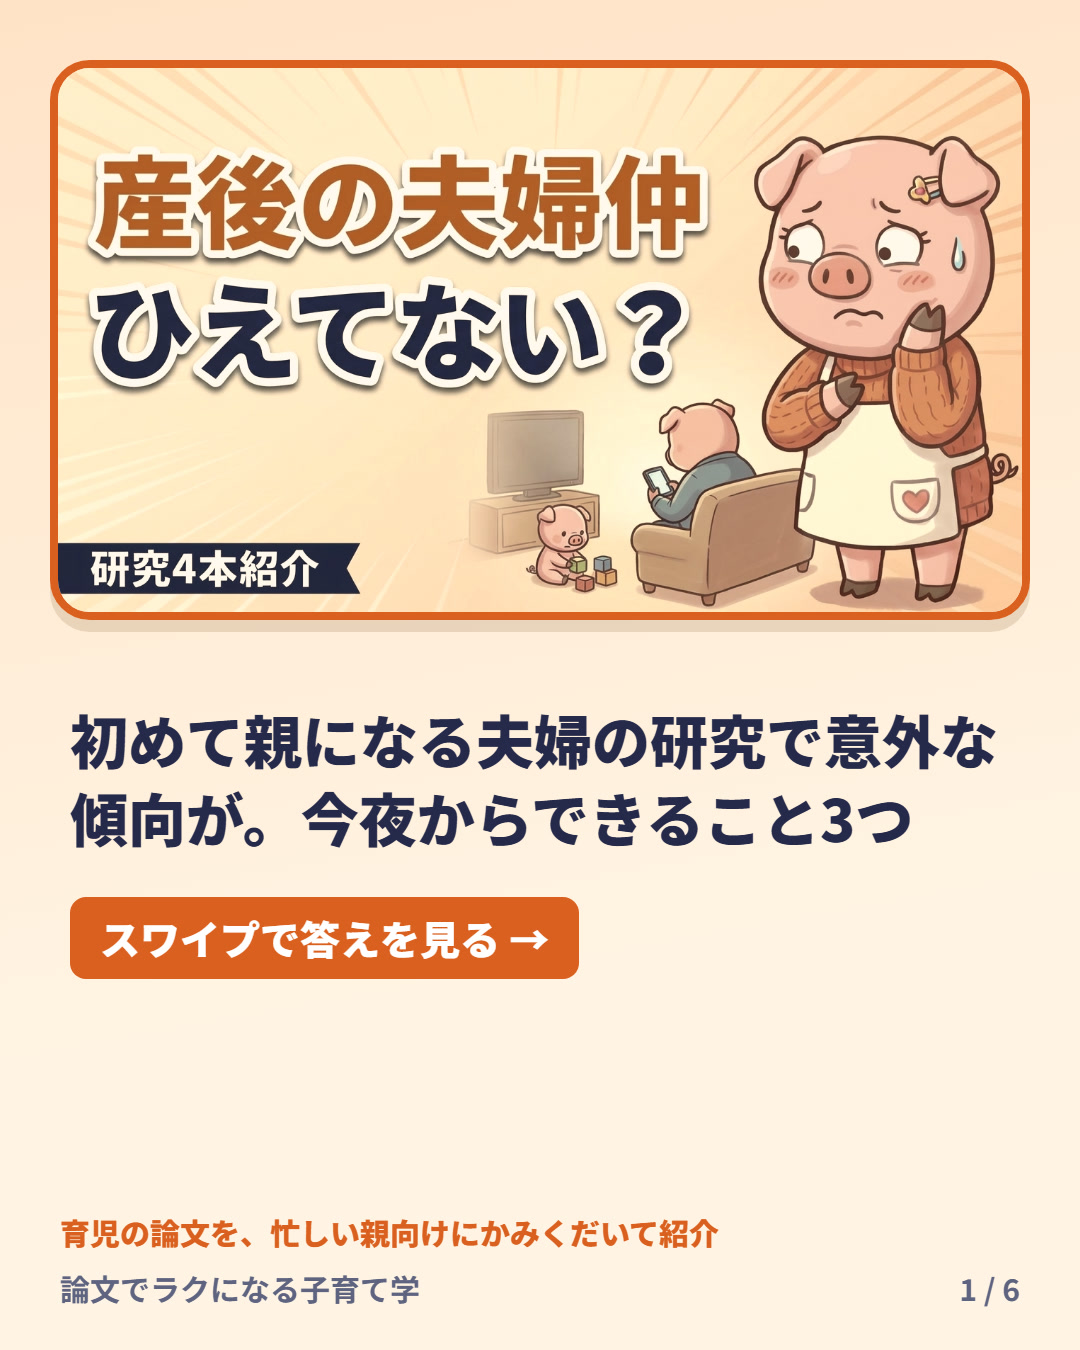 産後の夫婦仲
ひえてない？
研究4本紹介
初めて親になる夫婦の研究で意外な
傾向が。今夜からできること3つ
スワイプで答えを見る →
育児の論文を、忙しい親向けにかみくだいて紹介
論文でラクになる子育て学
1 / 6